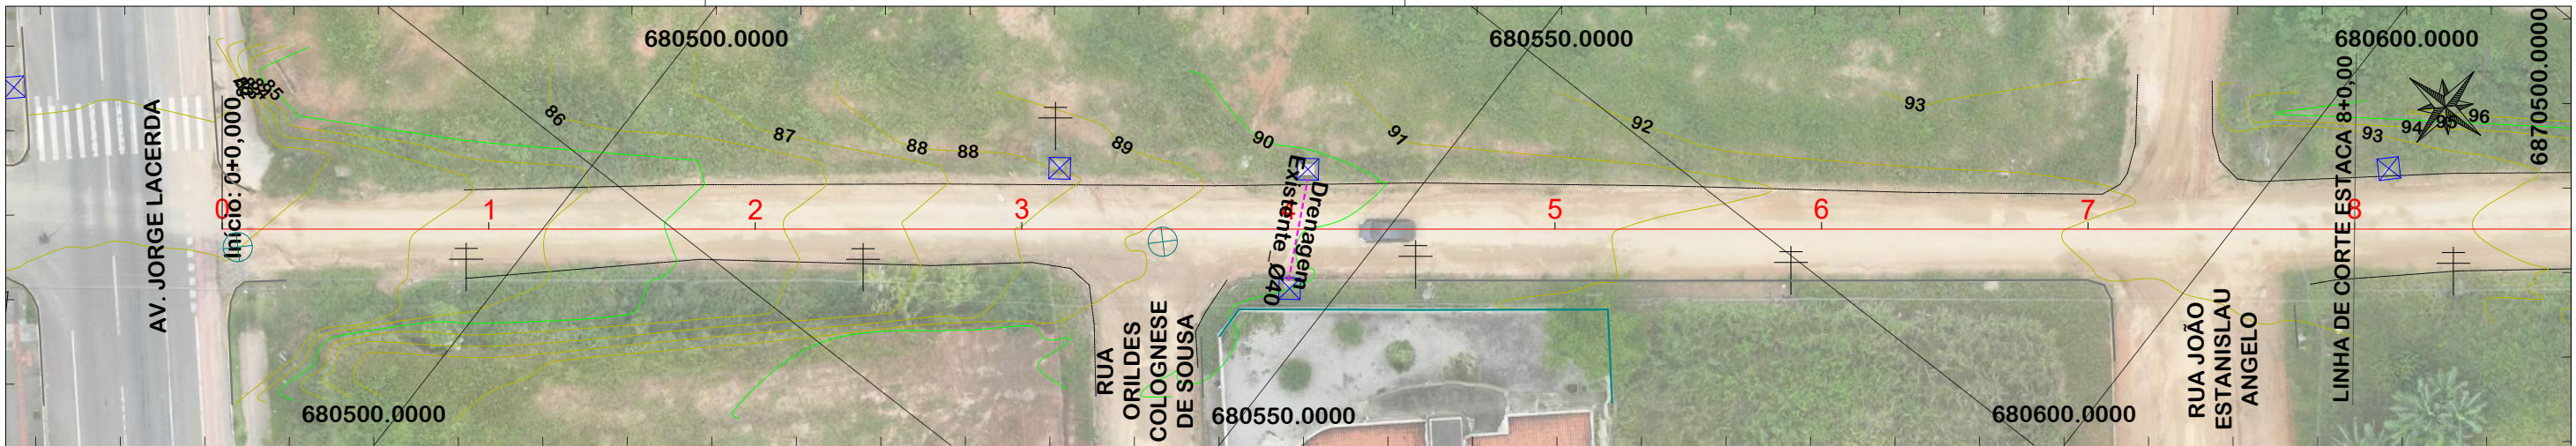 680500.0000
680550.0000
680600.0000
6870500.0000
AV. JORGE LACERDA
Início: 0+0,000
85
86
87
88
88
89
90
91
92
93
93
94
95
96
Drenagem
Existente Ø40
LINHA DE CORTE ESTACA 8+0,00
0
1
2
3
5
6
7
8
RUA
ORILDES
COLOGNESE
DE SOUSA
RUA JOÃO
ESTANISLAU
ANGELO
680500.0000
680550.0000
680600.0000